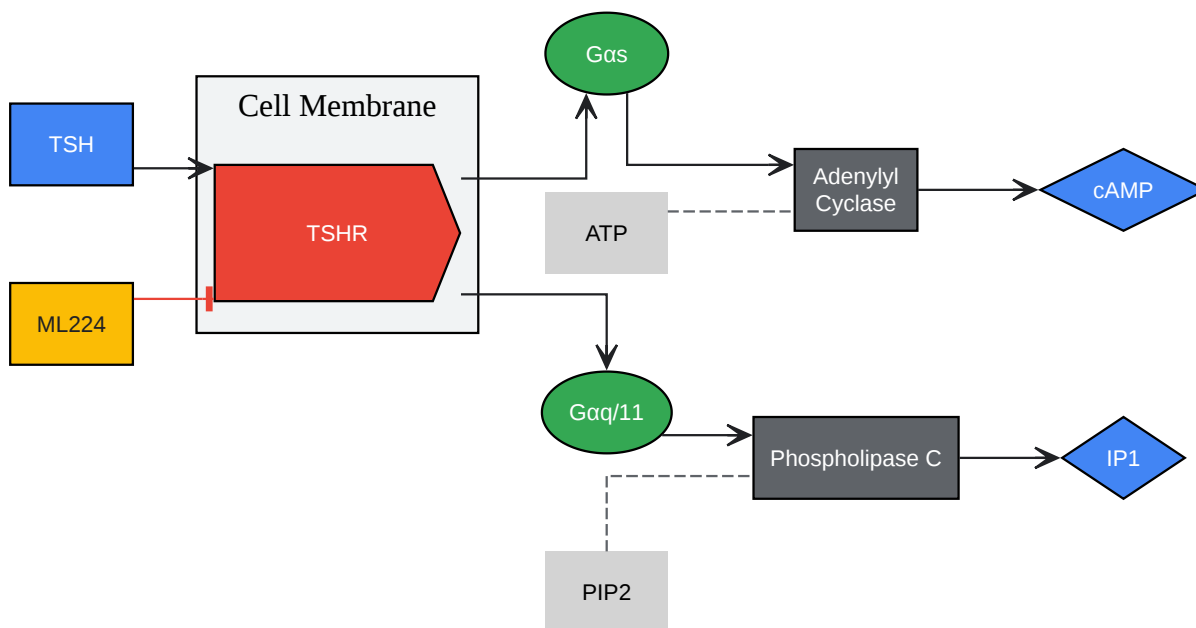 Gαs
Cell Membrane
TSH
TSHR
ML224
ATP
Adenylyl
Cyclase
cAMP
Gαq/11
Phospholipase C
IP1
PIP2